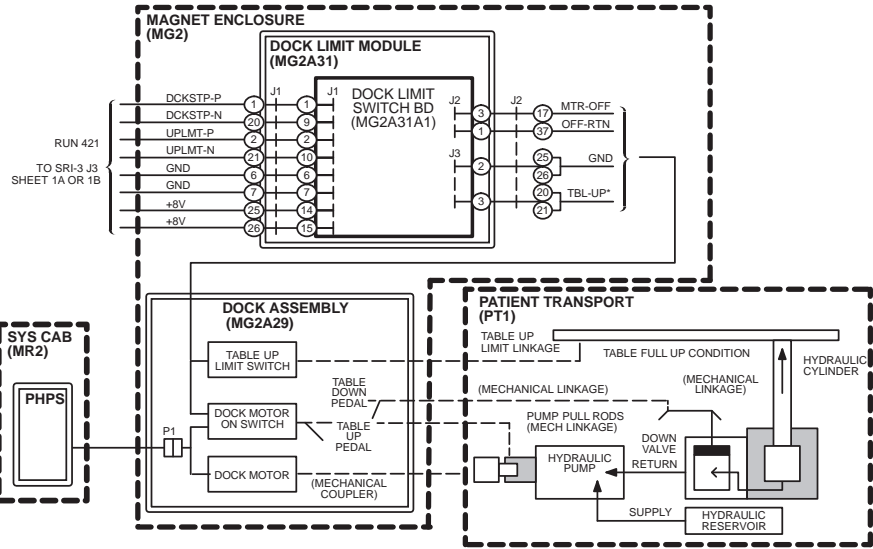 MAGNET ENCLOSURE
(MG2)
DOCK LIMIT MODULE
(MG2A31)
DOCK LIMIT
SWITCH BD
(MG2A31A1)
J1
J1
J2
J2
J3
DCKSTP-P
1
1
DCKSTP-N
20
9
UPLMT-P
2
2
UPLMT-N
21
10
GND
6
6
GND
7
7
+8V
25
14
+8V
26
15
RUN 421
TO SRI-3 J3
SHEET 1A OR 1B
3
17
MTR-OFF
1
37
OFF-RTN
2
25
26
GND
3
20
21
TBL-UP*
DOCK ASSEMBLY
(MG2A29)
TABLE UP
LIMIT SWITCH
DOCK MOTOR
ON SWITCH
DOCK MOTOR
P1
TABLE
DOWN
PEDAL
TABLE
UP
PEDAL
(MECHANICAL
COUPLER)
SYS CAB
(MR2)
PHPS
PATIENT TRANSPORT
(PT1)
TABLE UP
LIMIT LINKAGE
TABLE FULL UP CONDITION
HYDRAULIC
CYLINDER
(MECHANICAL LINKAGE)
(MECHANICAL
LINKAGE)
PUMP PULL RODS
(MECH LINKAGE)
DOWN
VALVE
HYDRAULIC
PUMP
RETURN
SUPPLY
HYDRAULIC
RESERVOIR